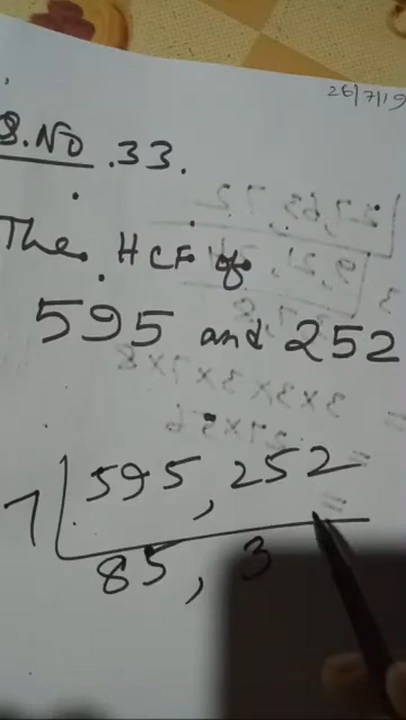 26/7/19
Q.NO.33.
The HCF of
595 and 252
7 595, 252
85, 3